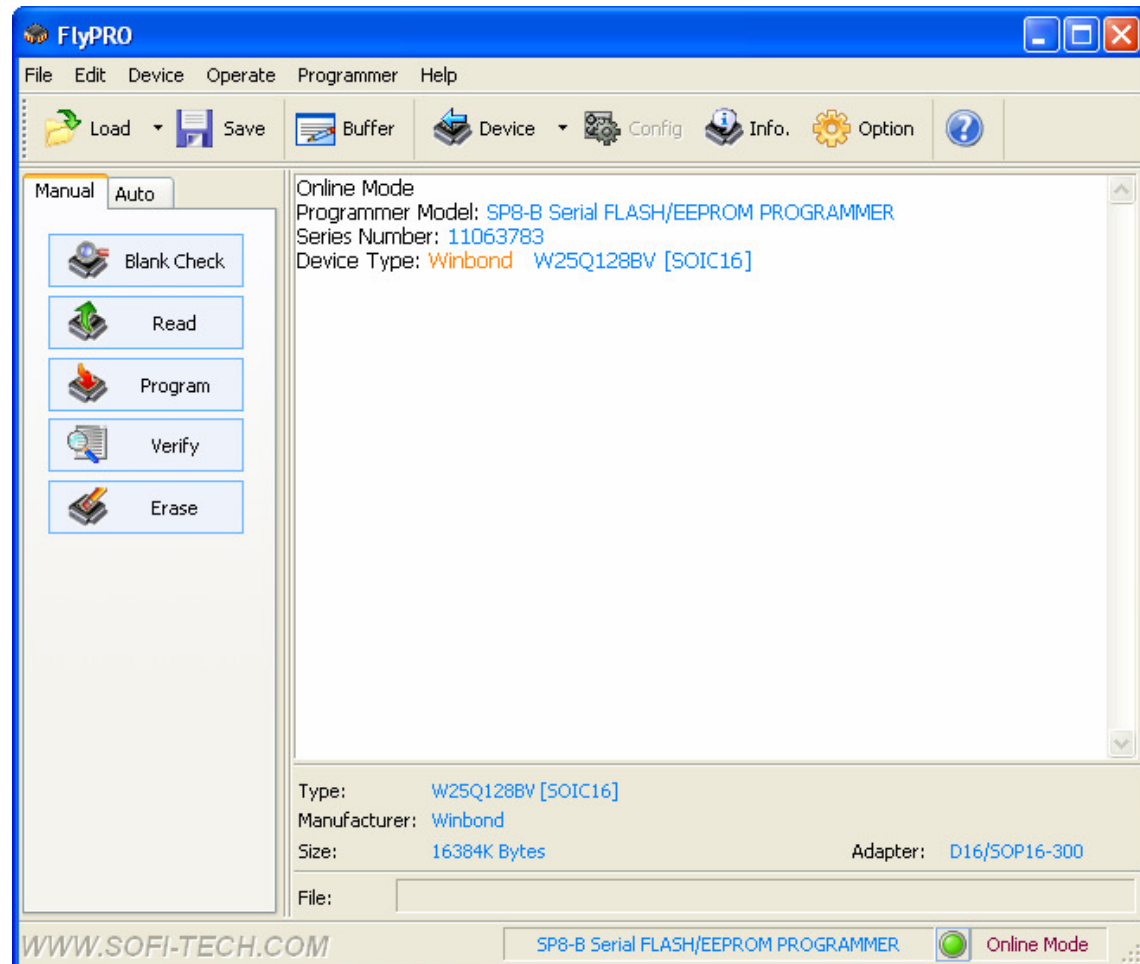 FlyPRO
File Edit Device Operate Programmer Help
Load Save Buffer Device Config Info. Option
Manual Auto
Blank Check
Read
Program
Verify
Erase
Online Mode
Programmer Model: SP8-B Serial FLASH/EEPROM PROGRAMMER
Series Number: 11063783
Device Type: Winbond W25Q128BV [SOIC16]
Type: W25Q128BV [SOIC16]
Manufacturer: Winbond
Size: 16384K Bytes Adapter: D16/SOP16-300
File:
WWW.SOFI-TECH.COM SP8-B Serial FLASH/EEPROM PROGRAMMER Online Mode